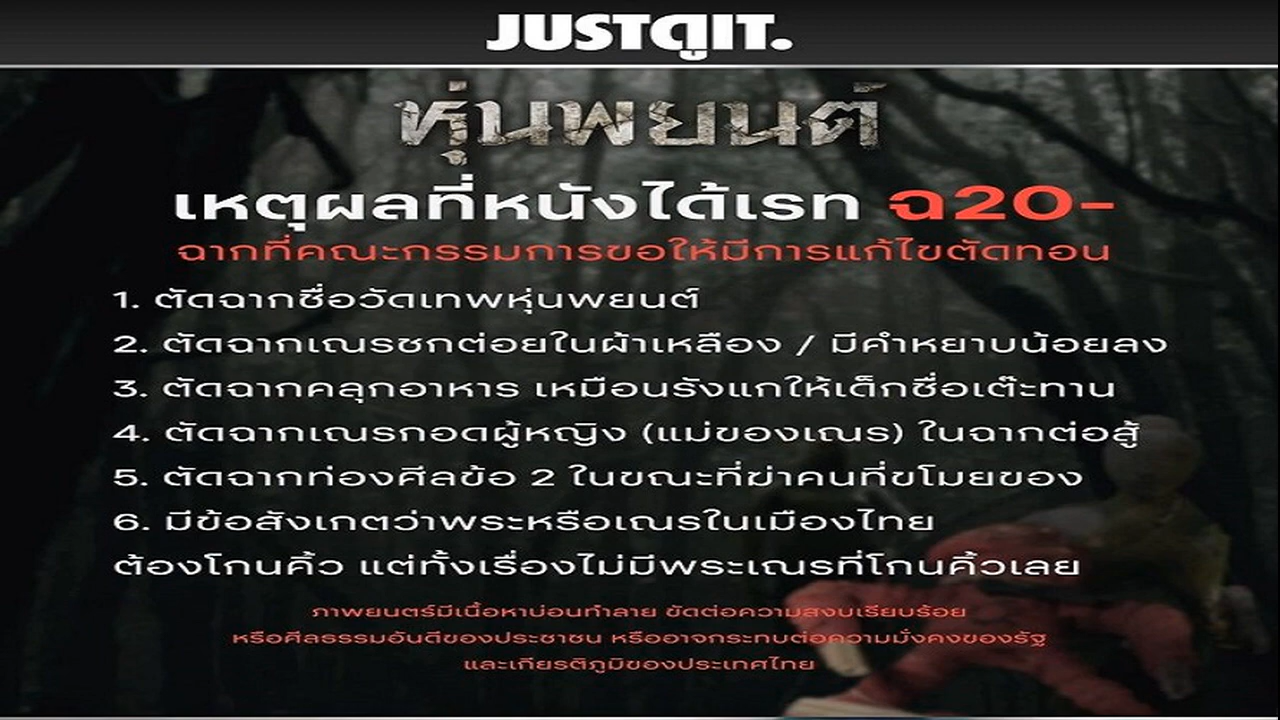 JUSTดูIT.
หุ่นพยนต์
เหตุผลที่หนังได้เรท ฉ20-
ฉากที่คณะกรรมการขอให้มีการแก้ไขตัดทอน
1. ตัดฉากชื่อวัดเทพหุ่นพยนต์
2. ตัดฉากเณรชกต่อยในผ้าเหลือง / มีคำหยาบน้อยลง
3. ตัดฉากคลุกอาหาร เหมือนรังแกให้เด็กชื่อเต๊ะทาน
4. ตัดฉากเณรกอดผู้หญิง (แม่ของเณร) ในฉากต่อสู้
5. ตัดฉากท่องศีลข้อ 2 ในขณะที่ฆ่าคนที่ขโมยของ
6. มีข้อสังเกตว่าพระหรือเณรในเมืองไทย
ต้องโกนคิ้ว แต่ทั้งเรื่องไม่มีพระเณรที่โกนคิ้วเลย
ภาพยนตร์มีเนื้อหาบ่อนทำลาย ขัดต่อความสงบเรียบร้อย
หรือศีลธรรมอันดีของประชาชน หรืออาจกระทบต่อความมั่งคงของรัฐ
และเกียรติภูมิของประเทศไทย